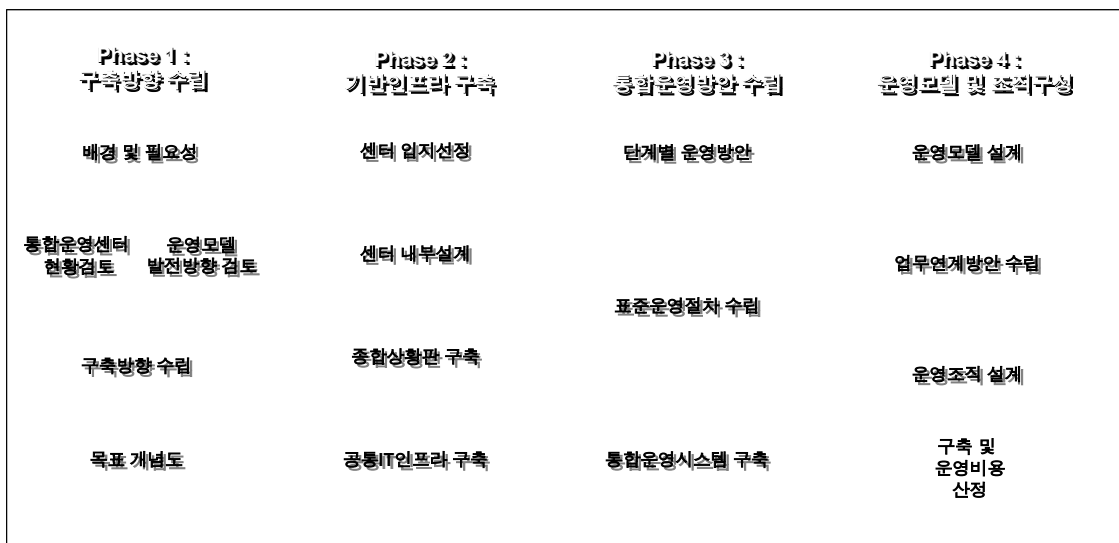 Phase 1 :
구축방향 수립
배경 및 필요성
통합운영센터
현황검토
운영모델
발전방향 검토
구축방향 수립
목표 개념도
Phase 2 :
기반인프라 구축
센터 입지선정
센터 내부설계
종합상황판 구축
공통IT인프라 구축
Phase 3 :
통합운영방안 수립
단계별 운영방안
표준운영절차 수립
통합운영시스템 구축
Phase 4 :
운영모델 및 조직구성
운영모델 설계
업무연계방안 수립
운영조직 설계
구축 및
운영비용
산정